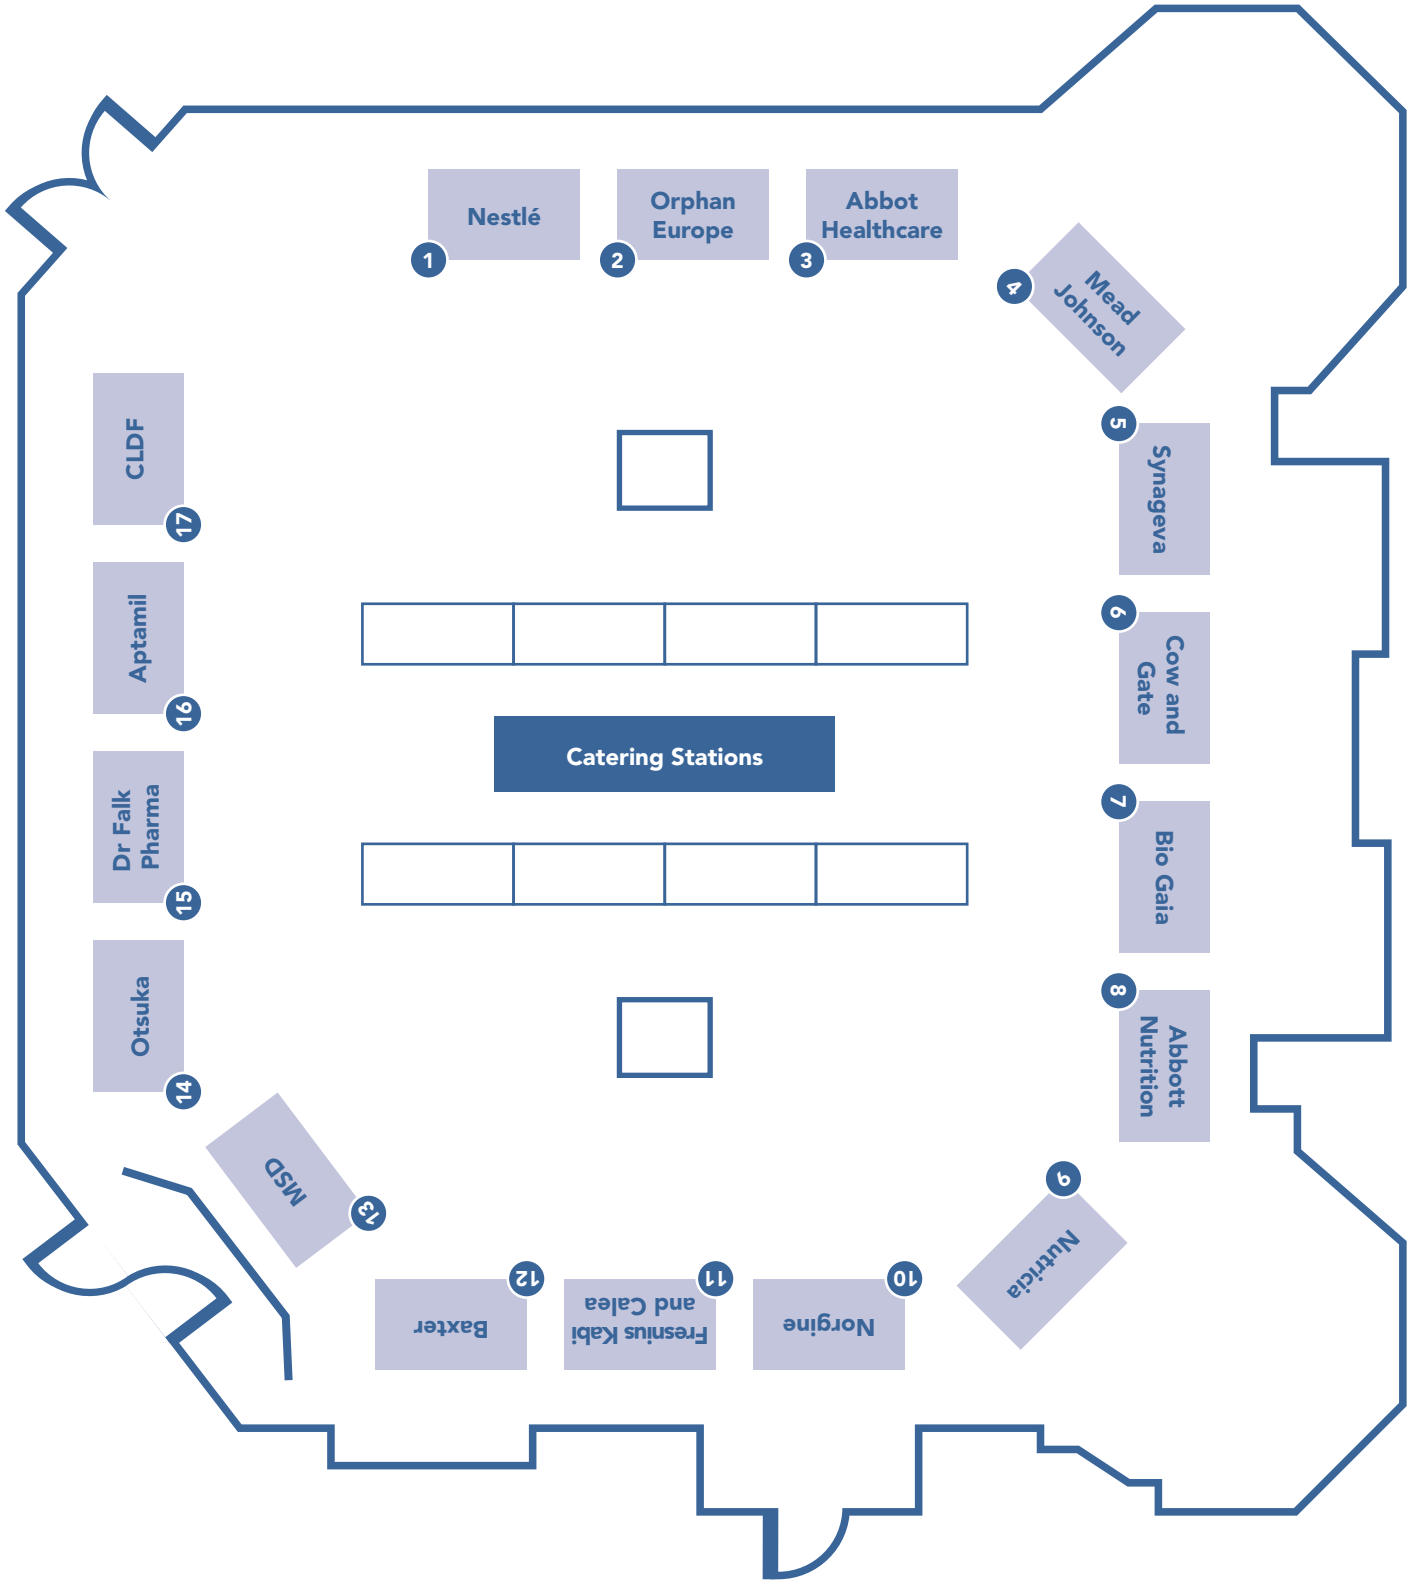 Nestlé
1
Orphan
Europe
2
Abbot
Healthcare
3
Mead
Johnson
4
Synageva
5
Cow and
Gate
6
Bio Gaia
7
Abbott
Nutrition
8
Nutricia
9
Norgine
10
Fresnius Kabi
and Calea
11
Baxter
12
MSD
13
Otsuka
14
Dr Falk
Pharma
15
Aptamil
16
CLDF
17
Catering Stations